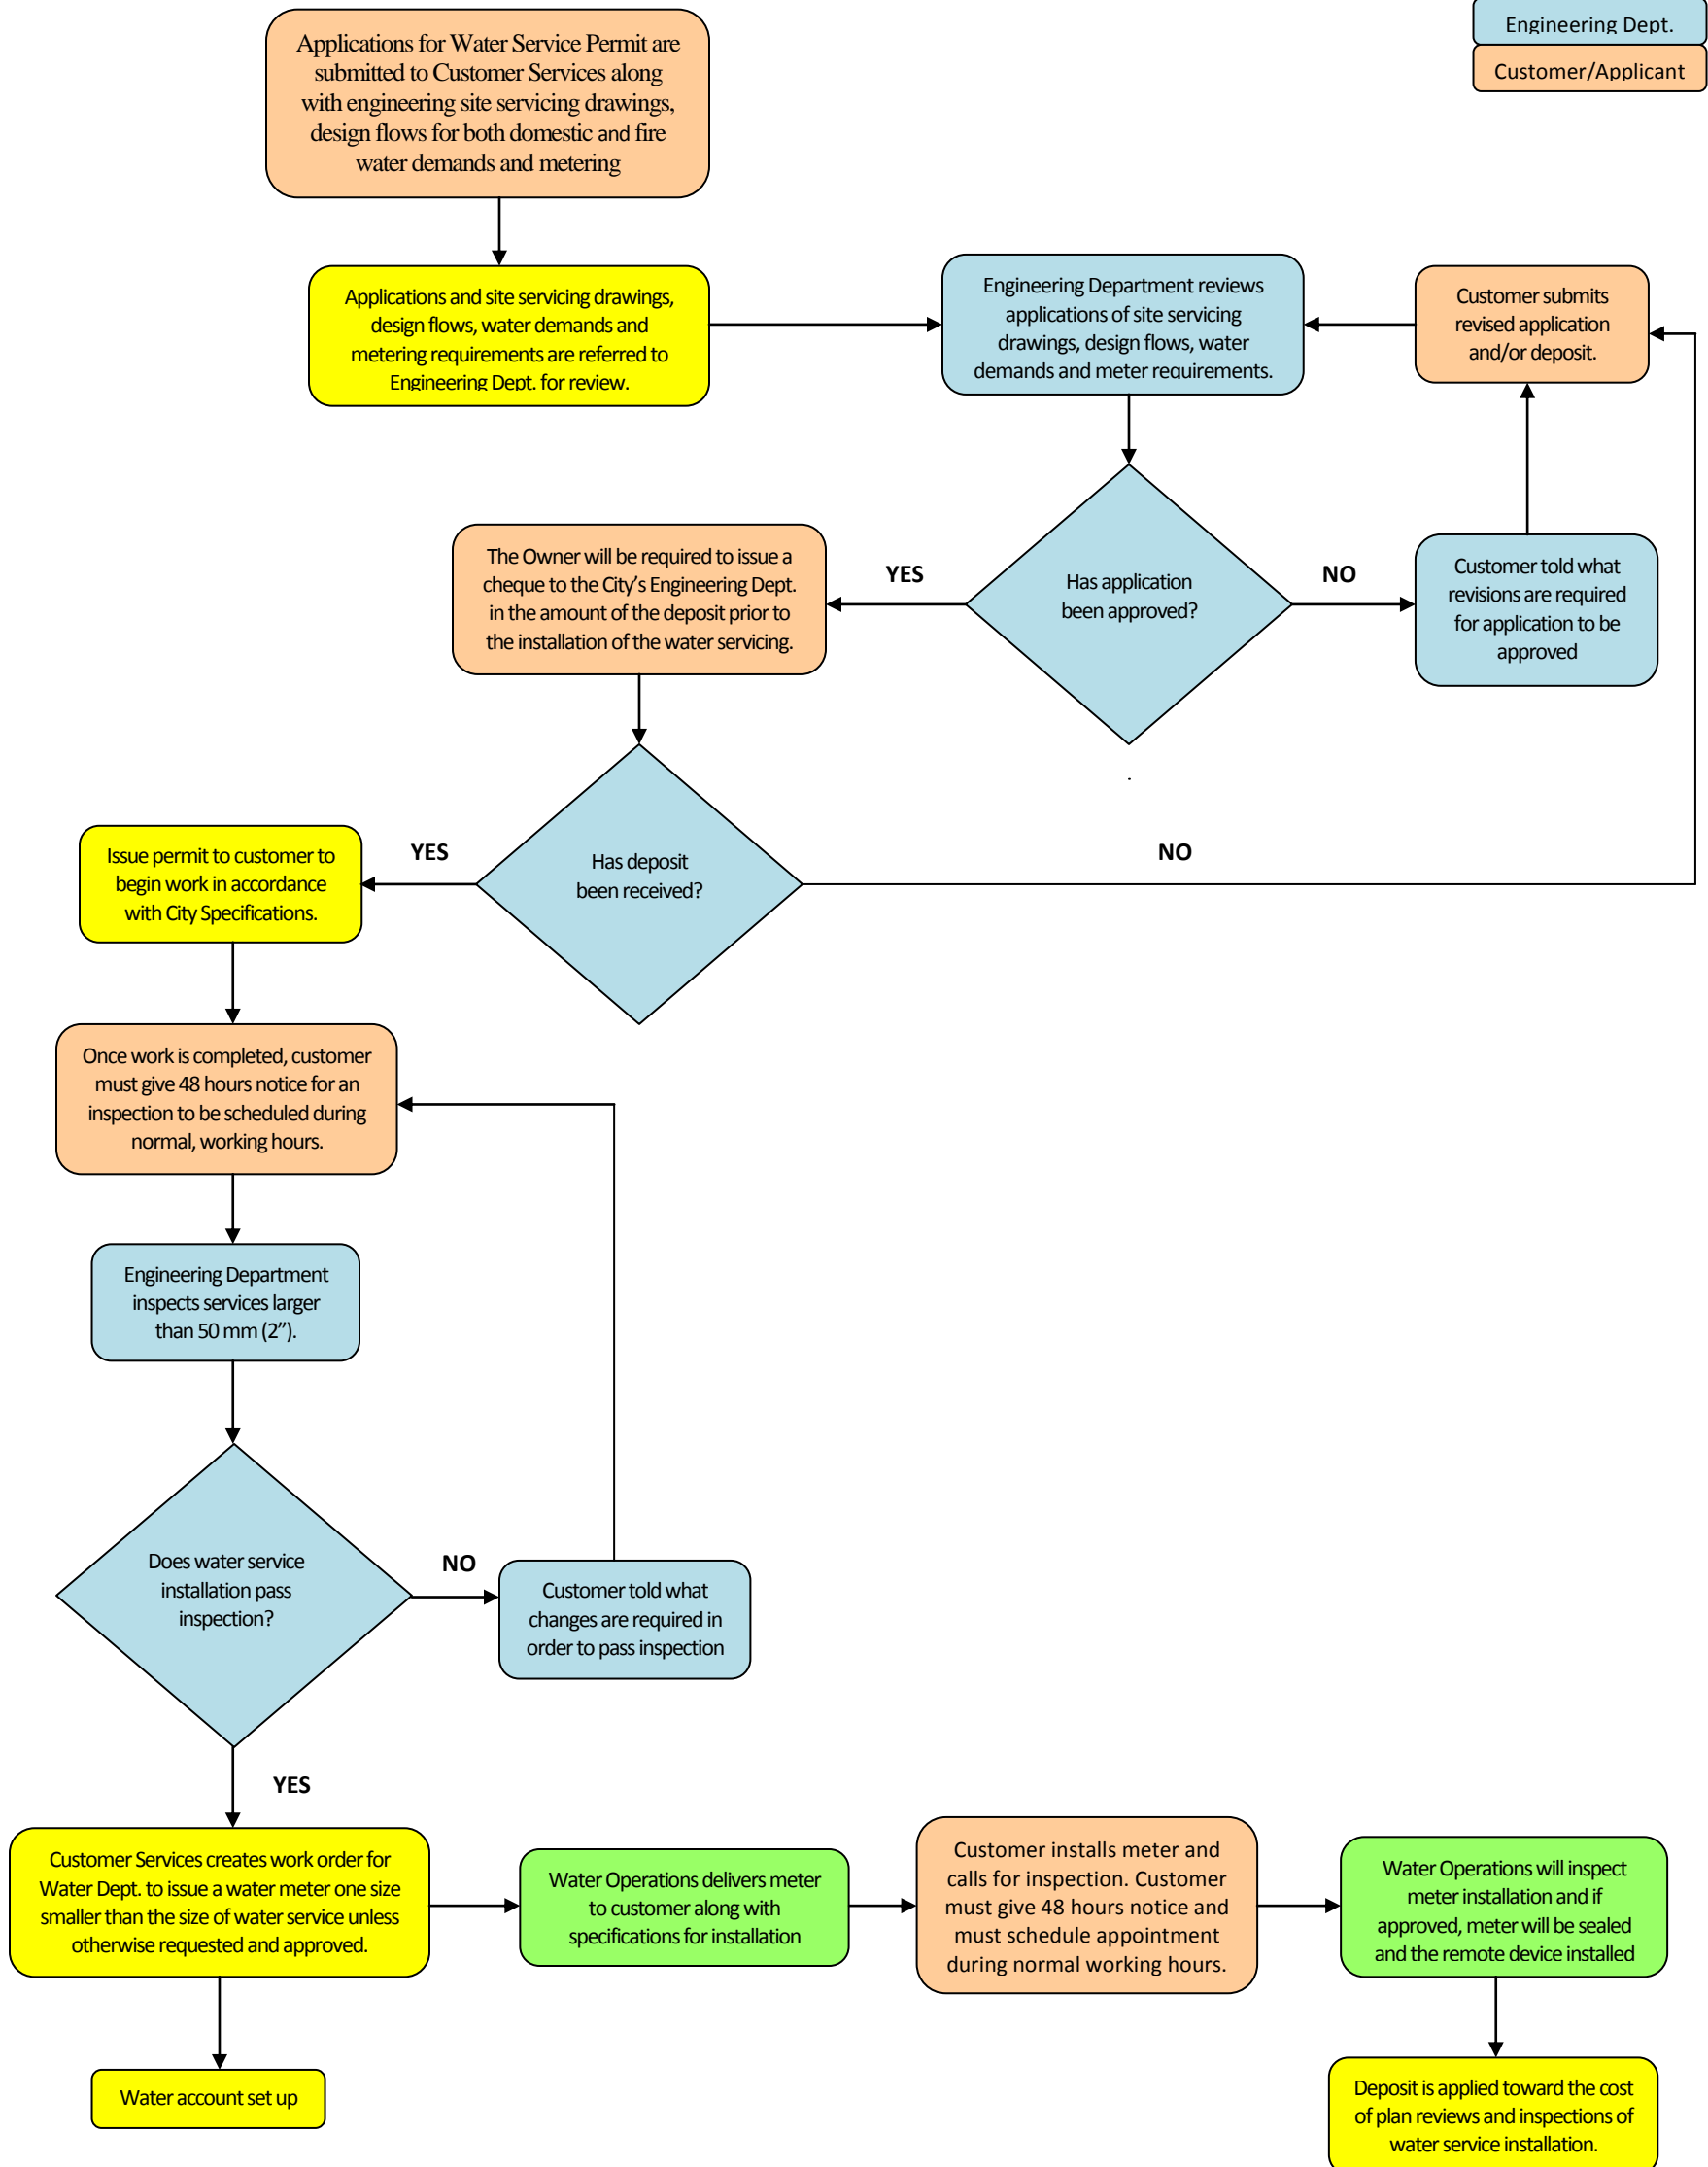 Engineering Dept.
Customer/Applicant
Applications for Water Service Permit are
submitted to Customer Services along
with engineering site servicing drawings,
design flows for both domestic and fire
water demands and metering
Applications and site servicing drawings,
design flows, water demands and
metering requirements are referred to
Engineering Dept. for review.
Engineering Department reviews
applications of site servicing
drawings, design flows, water
demands and meter requirements.
Customer submits
revised application
and/or deposit.
The Owner will be required to issue a
cheque to the City’s Engineering Dept.
in the amount of the deposit prior to
the installation of the water servicing.
YES
Has application
been approved?
NO
Customer told what
revisions are required
for application to be
approved
.
Issue permit to customer to
begin work in accordance
with City Specifications.
YES
Has deposit
been received?
NO
Once work is completed, customer
must give 48 hours notice for an
inspection to be scheduled during
normal, working hours.
Engineering Department
inspects services larger
than 50 mm (2”).
Does water service
installation pass
inspection?
NO
Customer told what
changes are required in
order to pass inspection
YES
Customer Services creates work order for
Water Dept. to issue a water meter one size
smaller than the size of water service unless
otherwise requested and approved.
Water Operations delivers meter
to customer along with
specifications for installation
Customer installs meter and
calls for inspection. Customer
must give 48 hours notice and
must schedule appointment
during normal working hours.
Water Operations will inspect
meter installation and if
approved, meter will be sealed
and the remote device installed
Water account set up
Deposit is applied toward the cost
of plan reviews and inspections of
water service installation.